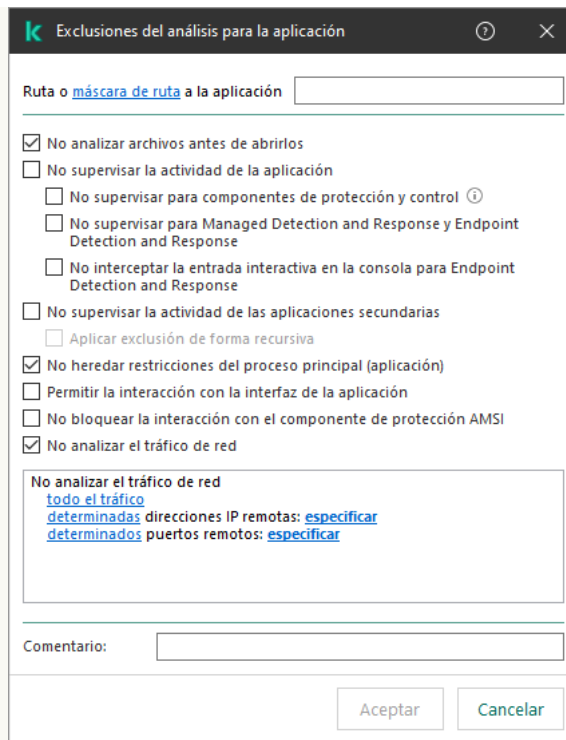 Exclusiones del análisis para la aplicación
Ruta o máscara de ruta a la aplicación
No analizar archivos antes de abrirlos
No supervisar la actividad de la aplicación
No supervisar para componentes de protección y control
No supervisar para Managed Detection and Response y Endpoint
Detection and Response
No interceptar la entrada interactiva en la consola para Endpoint
Detection and Response
No supervisar la actividad de las aplicaciones secundarias
Aplicar exclusión de forma recursiva
No heredar restricciones del proceso principal (aplicación)
Permitir la interacción con la interfaz de la aplicación
No bloquear la interacción con el componente de protección AMSI
No analizar el tráfico de red
No analizar el tráfico de red
todo el tráfico
determinadas direcciones IP remotas: especificar
determinados puertos remotos: especificar
Comentario:
Aceptar
Cancelar